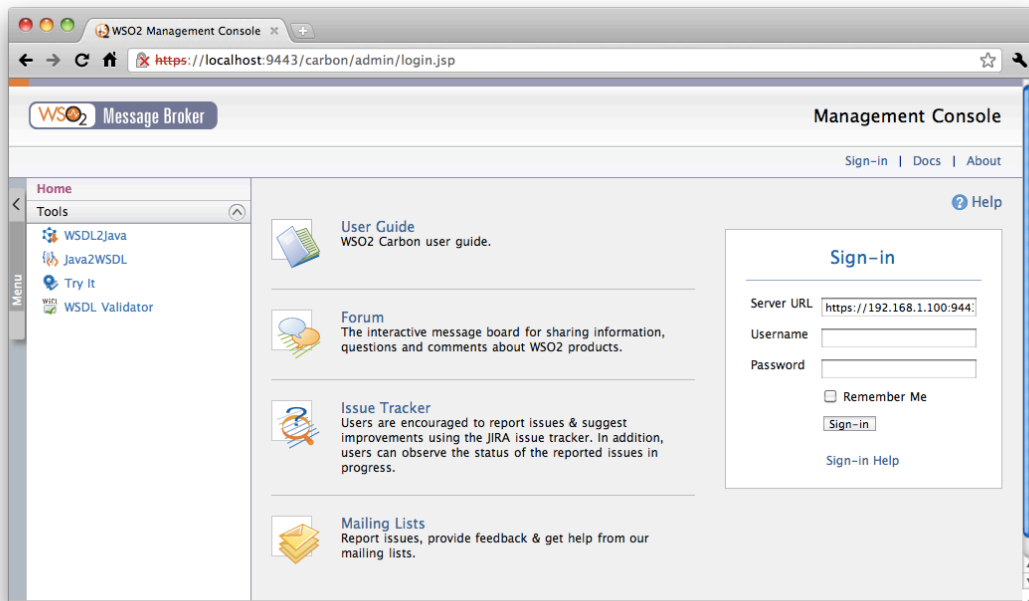 WSO2 Management Console
https://localhost:9443/carbon/admin/login.jsp
WSO2 Message Broker
Management Console
Sign-in | Docs | About
Menu
Home
Tools
WSDL2Java
Java2WSDL
Try It
WSDL Validator
Help
User Guide
WSO2 Carbon user guide.
Forum
The interactive message board for sharing information,
questions and comments about WSO2 products.
Issue Tracker
Users are encouraged to report issues & suggest
improvements using the JIRA issue tracker. In addition,
users can observe the status of the reported issues in
progress.
Mailing Lists
Report issues, provide feedback & get help from our
mailing lists.
Sign-in
Server URL https://192.168.1.100:944
Username
Password
Remember Me
Sign-in
Sign-in Help